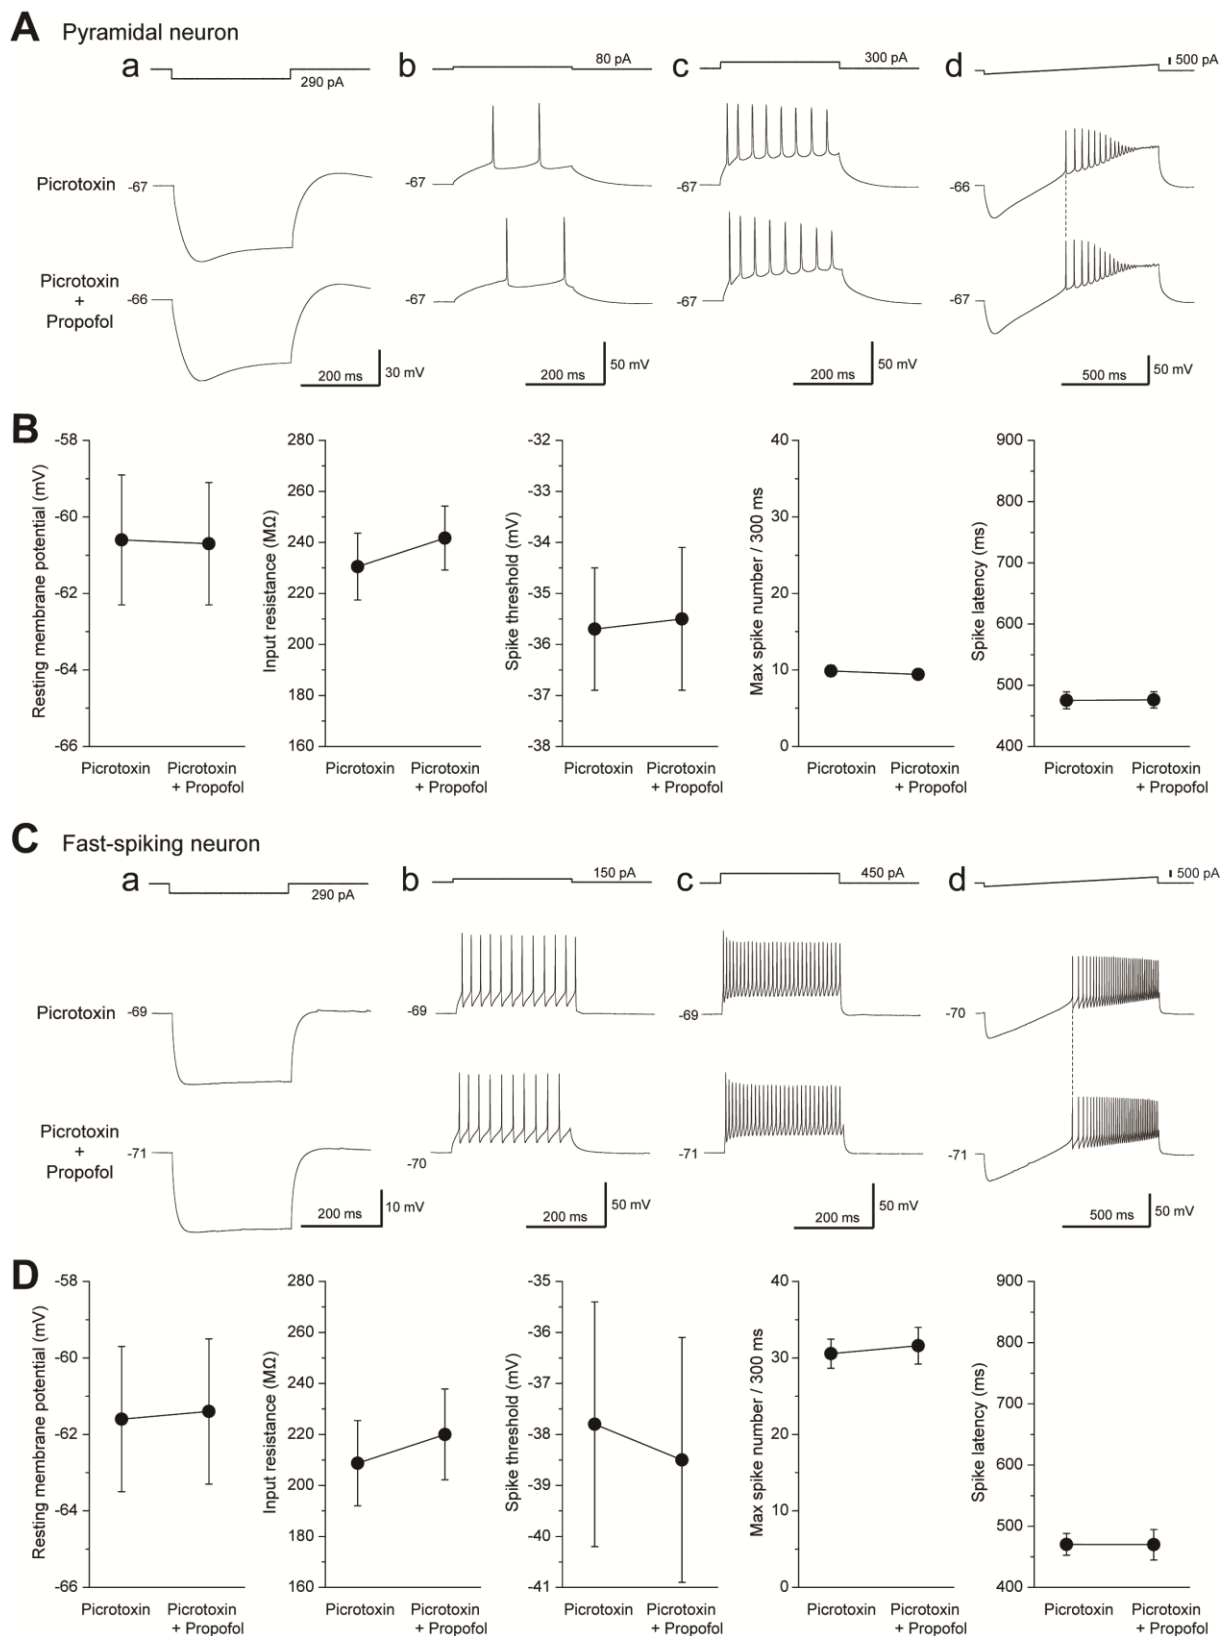 A Pyramidal neuron
a 290 pA
b 80 pA
c 300 pA
d 500 pA
Picrotoxin -67 -67 -67 -66
Picrotoxin
+
Propofol
-66 -67 -67 -67
200 ms 30 mV
200 ms 50 mV
200 ms 50 mV
500 ms 50 mV
B
Resting membrane potential (mV)
-58
-60
-62
-64
-66
Picrotoxin Picrotoxin
+ Propofol
Input resistance (MΩ)
280
260
240
220
200
180
160
Picrotoxin Picrotoxin
+ Propofol
Spike threshold (mV)
-32
-33
-34
-35
-36
-37
-38
Picrotoxin Picrotoxin
+ Propofol
Max spike number / 300 ms
40
30
20
10
0
Picrotoxin Picrotoxin
+ Propofol
Spike latency (ms)
900
800
700
600
500
400
Picrotoxin Picrotoxin
+ Propofol
C Fast-spiking neuron
a 290 pA
b 150 pA
c 450 pA
d 500 pA
Picrotoxin -69 -69 -69 -70
Picrotoxin
+
Propofol
-71 -70 -71 -71
200 ms 10 mV
200 ms 50 mV
200 ms 50 mV
500 ms 50 mV
D
Resting membrane potential (mV)
-58
-60
-62
-64
-66
Picrotoxin Picrotoxin
+ Propofol
Input resistance (MΩ)
280
260
240
220
200
180
160
Picrotoxin Picrotoxin
+ Propofol
Spike threshold (mV)
-35
-36
-37
-38
-39
-40
-41
Picrotoxin Picrotoxin
+ Propofol
Max spike number / 300 ms
40
30
20
10
0
Picrotoxin Picrotoxin
+ Propofol
Spike latency (ms)
900
800
700
600
500
400
Picrotoxin Picrotoxin
+ Propofol